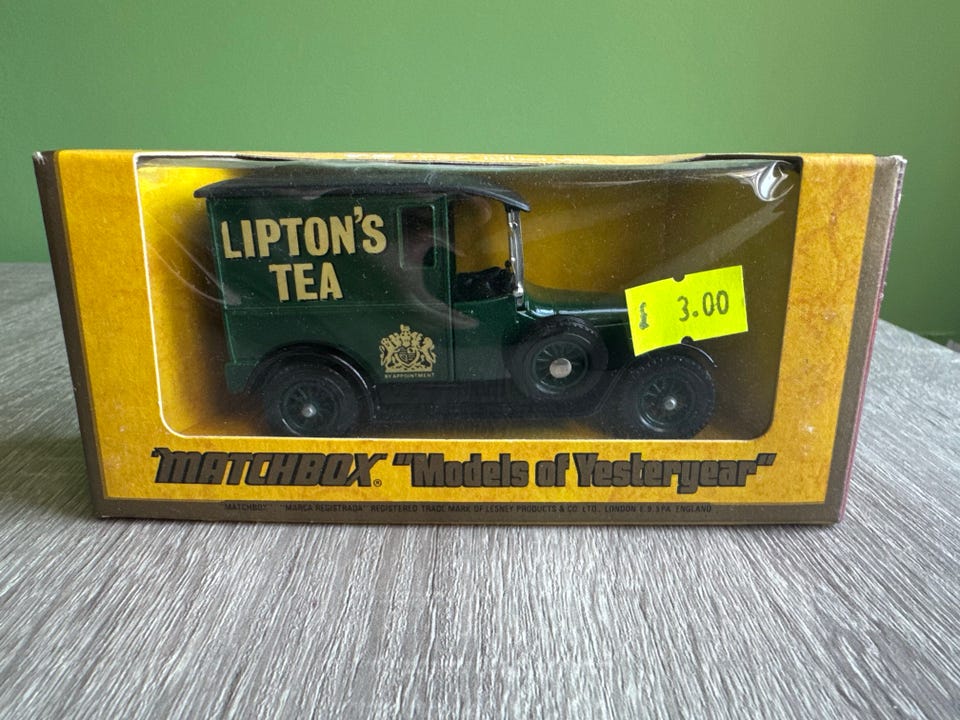 LIPTON'S
TEA
3.00
BY APPOINTMENT
"MATCHBOX"® "Models of Yesteryear"
"MATCHBOX" "MARCA REGISTRADA" REGISTERED TRADE MARK OF LESNEY PRODUCTS & CO. LTD., LONDON E.9.5PA ENGLAND